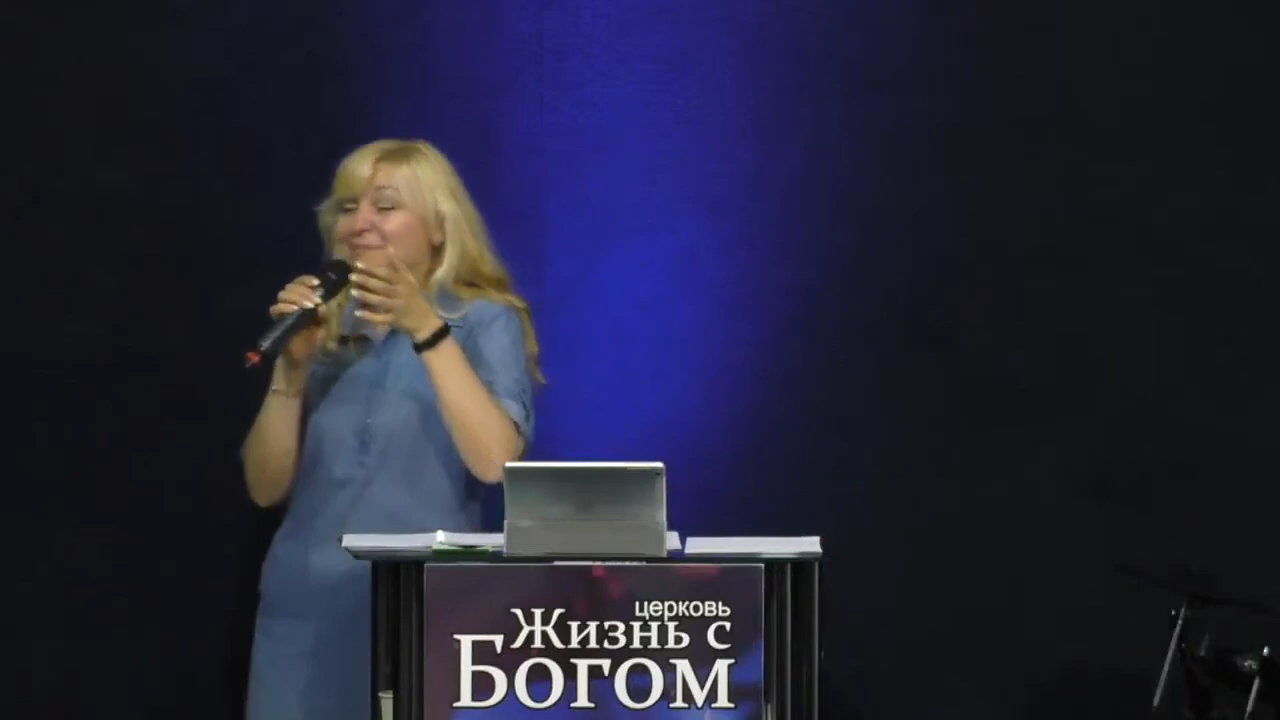 церковь
Жизнь с
Богом